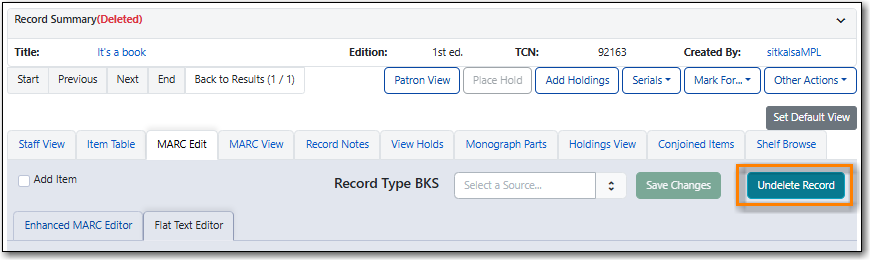 Record Summary(Deleted)
Title: It's a book Edition: 1st ed. TCN: 92163 Created By: sitkalsaMPL
Start Previous Next End Back to Results (1 / 1) Patron View Place Hold Add Holdings Serials Mark For... Other Actions
Set Default View
Staff View Item Table MARC Edit MARC View Record Notes View Holds Monograph Parts Holdings View Conjoined Items Shelf Browse
Add Item Record Type BKS Select a Source... Save Changes Undelete Record
Enhanced MARC Editor Flat Text Editor